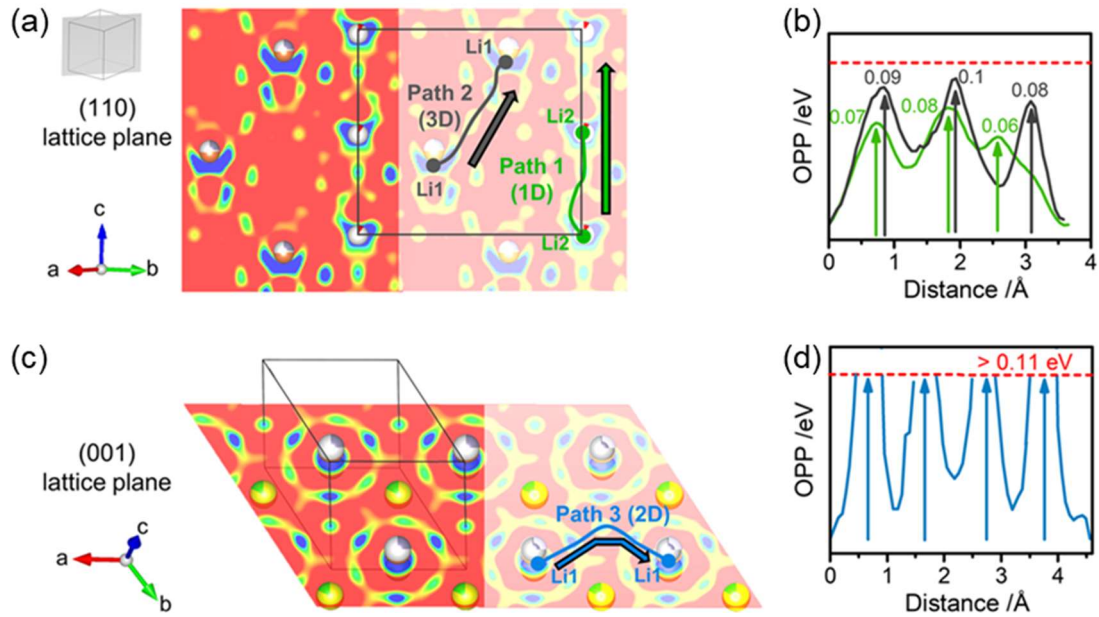 (a)
(110)
lattice plane
c
a
b
Li1
Path 2
(3D)
Li1
Li2
Path 1
(1D)
Li2
(b)
OPP /eV
0.09
0.1
0.08
0.07
0.08
0.06
0 1 2 3 4
Distance /Å
(c)
(001)
lattice plane
c
a
b
Path 3 (2D)
Li1
Li1
(d)
> 0.11 eV
OPP /eV
0 1 2 3 4
Distance /Å